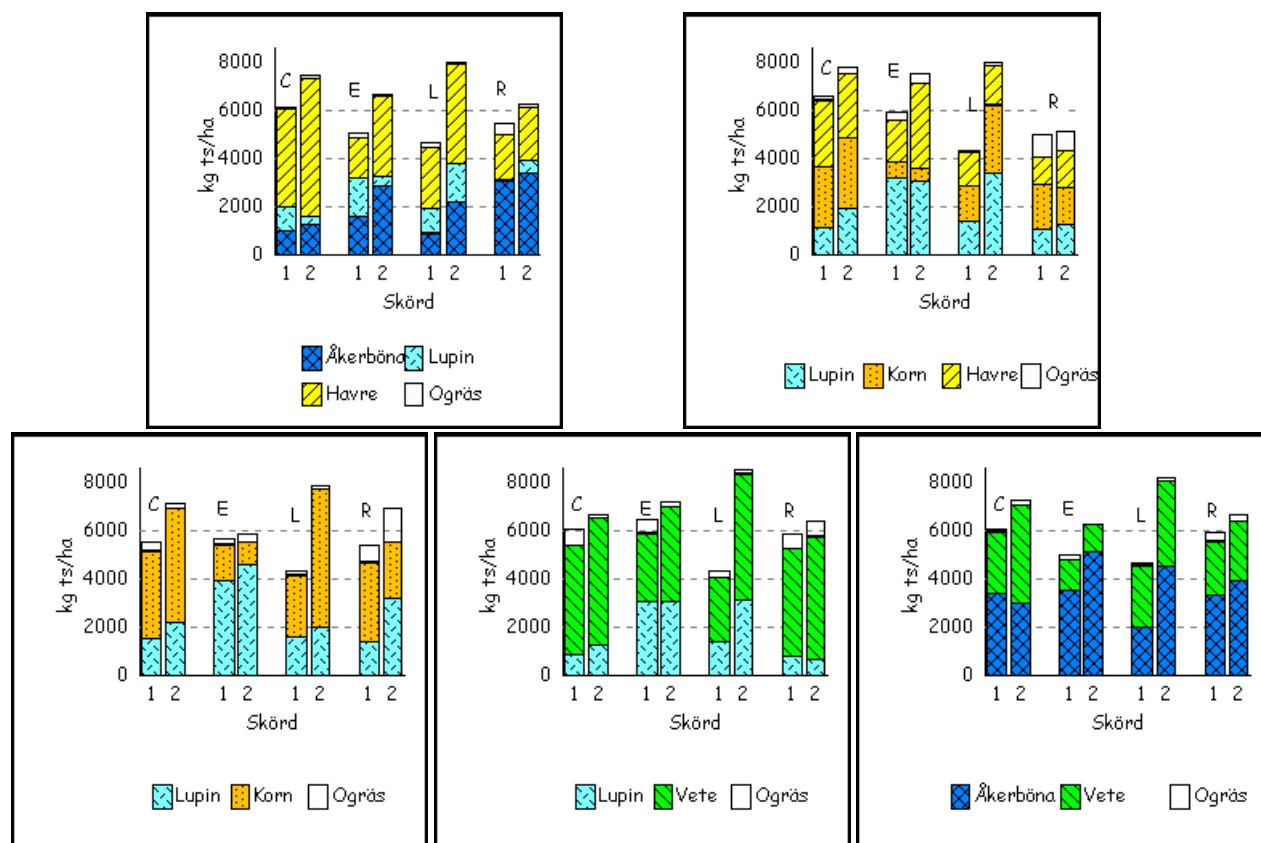 8000
6000
4000
2000
0
kg ts/ha
C
E
L
R
1 2 1 2 1 2 1 2
Skörd
Åkerböna Lupin
Havre Ogräs
8000
6000
4000
2000
0
kg ts/ha
C
E
L
R
1 2 1 2 1 2 1 2
Skörd
Lupin Korn Havre Ogräs
8000
6000
4000
2000
0
kg ts/ha
C
E
L
R
1 2 1 2 1 2 1 2
Skörd
Lupin Korn Ogräs
8000
6000
4000
2000
0
kg ts/ha
C
E
L
R
1 2 1 2 1 2 1 2
Skörd
Lupin Vete Ogräs
8000
6000
4000
2000
0
kg ts/ha
C
E
L
R
1 2 1 2 1 2 1 2
Skörd
Åkerböna Vete Ogräs